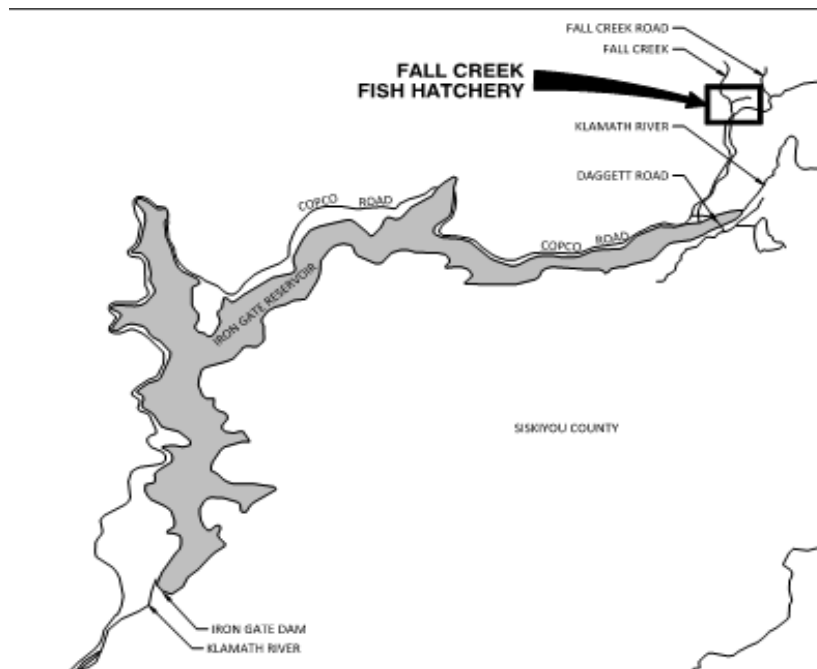 FALL CREEK ROAD
FALL CREEK
FALL CREEK
FISH HATCHERY
KLAMATH RIVER
DAGGETT ROAD
COPCO ROAD
COPCO ROAD
IRON GATE RESERVOIR
SISKIYOU COUNTY
IRON GATE DAM
KLAMATH RIVER